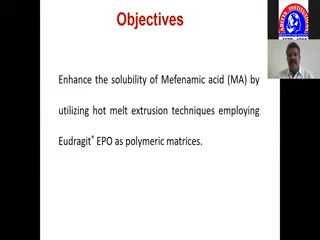 Objectives
Enhance the solubility of Mefenamic acid (MA) by
utilizing hot melt extrusion techniques employing
Eudragit® EPO as polymeric matrices.